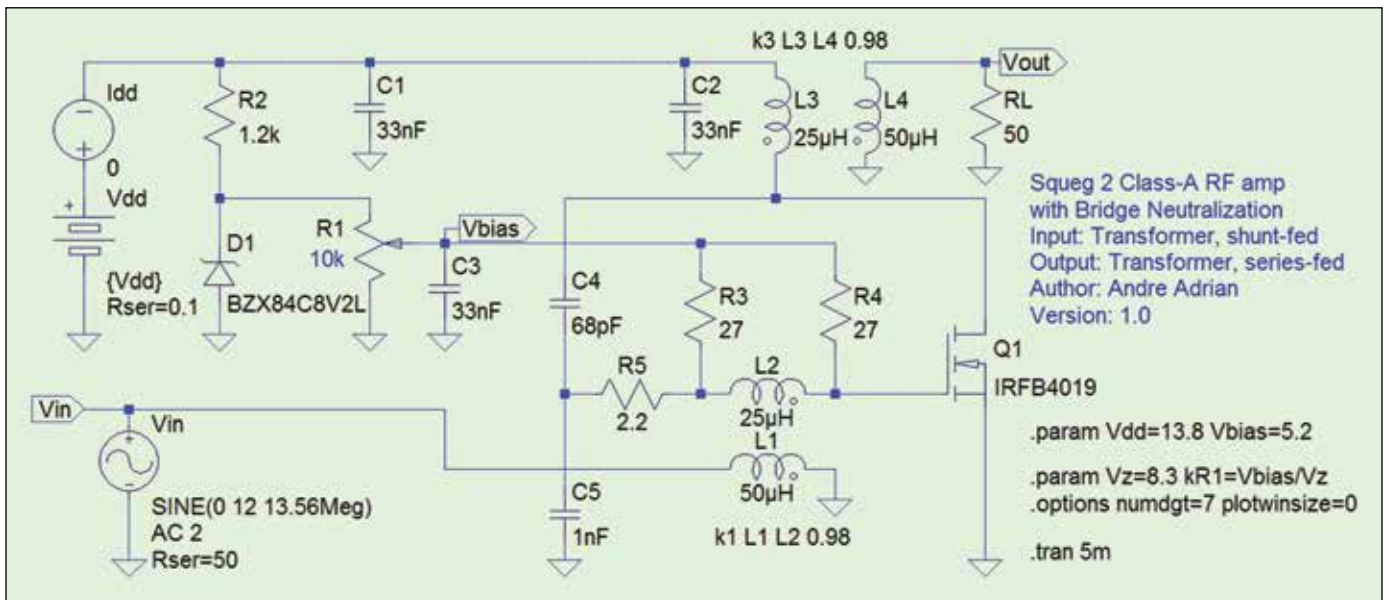 k3 L3 L4 0.98
Idd
0
Vdd
{Vdd}
Rser=0.1
R2
1.2k
C1
33nF
C2
33nF
L3
25µH
L4
50µH
Vout
RL
50
D1
BZX84C8V2L
R1
10k
Vbias
C3
33nF
C4
68pF
R3
27
R4
27
R5
2.2
L2
25µH
L1
50µH
C5
1nF
k1 L1 L2 0.98
Q1
IRFB4019
Squeg 2 Class-A RF amp
with Bridge Neutralization
Input: Transformer, shunt-fed
Output: Transformer, series-fed
Author: Andre Adrian
Version: 1.0
Vin
Vin
SINE(0 12 13.56Meg)
AC 2
Rser=50
.param Vdd=13.8 Vbias=5.2
.param Vz=8.3 kR1=Vbias/Vz
.options numdgt=7 plotwinsize=0
.tran 5m